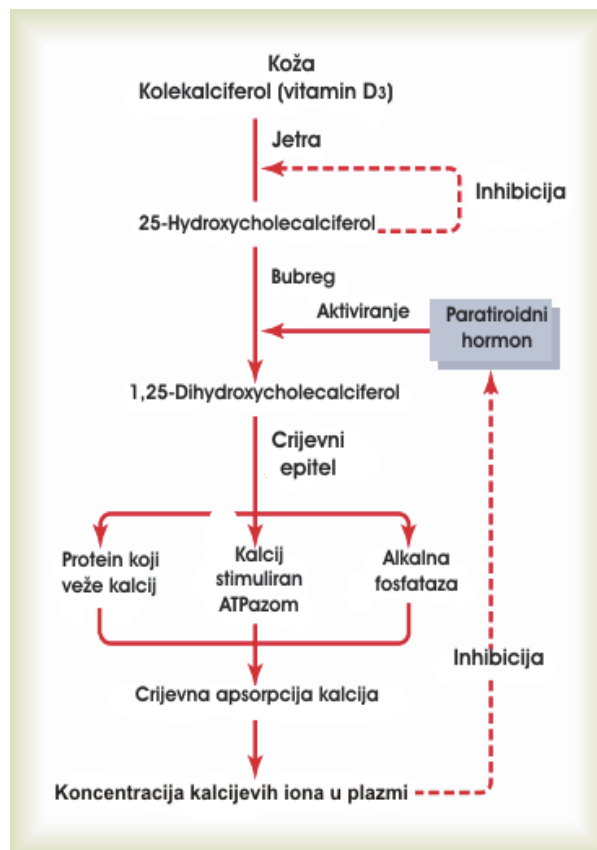 Koža
Kolekalciferol (vitamin D3)
Jetra
Inhibicija
25-Hydroxycholecalciferol
Bubreg
Aktiviranje
Paratiroidni
hormon
1,25-Dihydroxycholecalciferol
Crijevni
epitel
Protein koji
veže kalcij
Kalcij
stimuliran
ATPazom
Alkalna
fosfataza
Inhibicija
Crijevna apsorpcija kalcija
Koncentracija kalcijevih iona u plazmi